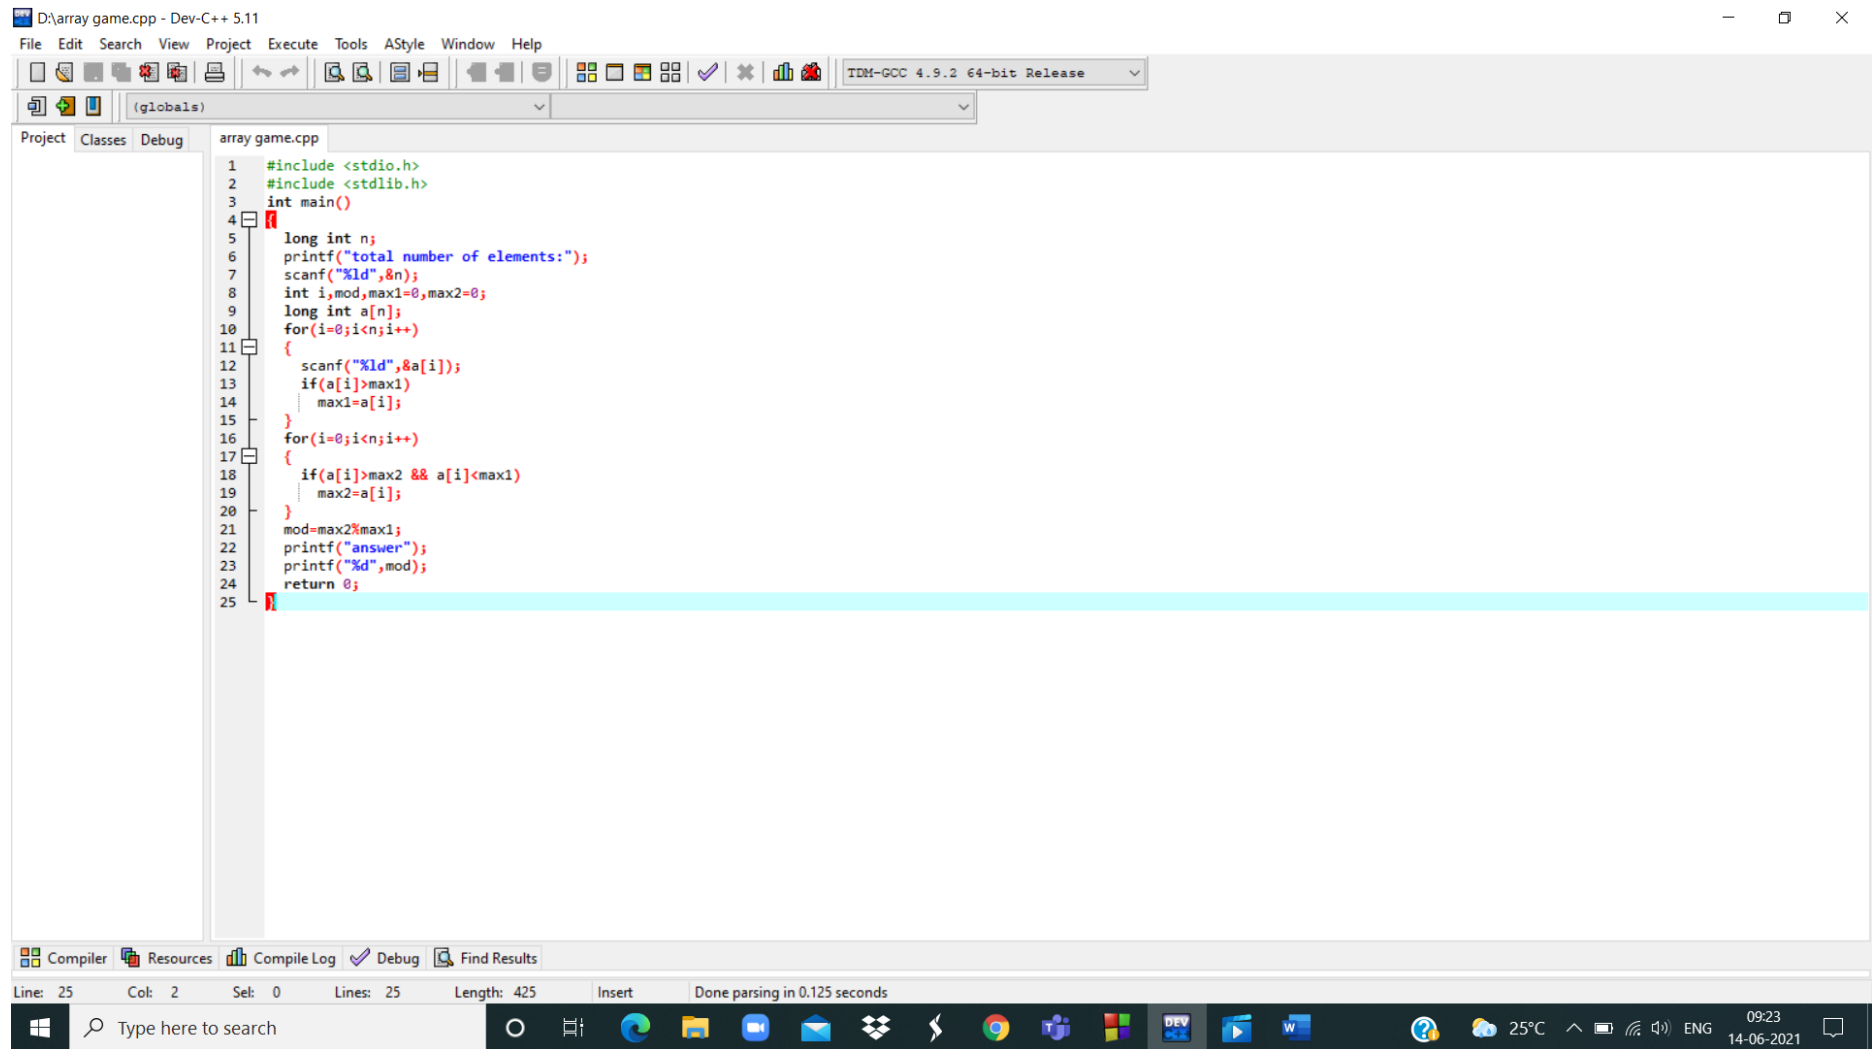 D:\array game.cpp - Dev-C++ 5.11
File Edit Search View Project Execute Tools AStyle Window Help
TDM-GCC 4.9.2 64-bit Release
(globals)
Project Classes Debug array game.cpp
1 #include <stdio.h>
2 #include <stdlib.h>
3 int main()
4 {
5 long int n;
6 printf("total number of elements:");
7 scanf("%ld",&n);
8 int i,mod,max1=0,max2=0;
9 long int a[n];
10 for(i=0;i<n;i++)
11 {
12 scanf("%ld",&a[i]);
13 if(a[i]>max1)
14 max1=a[i];
15 }
16 for(i=0;i<n;i++)
17 {
18 if(a[i]>max2 && a[i]<max1)
19 max2=a[i];
20 }
21 mod=max2%max1;
22 printf("answer");
23 printf("%d",mod);
24 return 0;
25 }
Compiler Resources Compile Log Debug Find Results
Line: 25 Col: 2 Sel: 0 Lines: 25 Length: 425 Insert Done parsing in 0.125 seconds
Type here to search
DEV
25°C ENG 09:23
14-06-2021